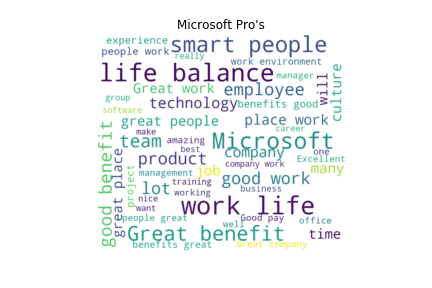 Microsoft Pro's
experience
smart people
people work
really
work environment
life balance
manager
will
culture
Great work
employee
group
technology
benefits good
software
great people
place work
make
career
team
amazing
Microsoft
best
company
one
Excellent
good benefit
great place
product
company work
many
project
management
job
good work
lot
training
business
nice
working
want
work life
people great
Good pay
office
well
Great benefit
time
benefits great
Great company